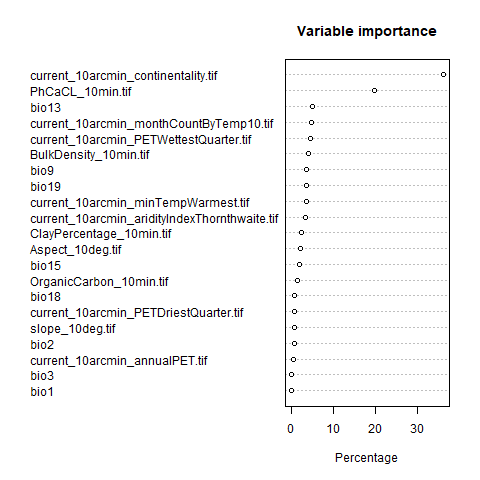 Variable importance
current_10arcmin_continentality.tif
PhCaCL_10min.tif
bio13
current_10arcmin_monthCountByTemp10.tif
current_10arcmin_PETWettestQuarter.tif
BulkDensity_10min.tif
bio9
bio19
current_10arcmin_minTempWarmest.tif
current_10arcmin_aridityIndexThornthwaite.tif
ClayPercentage_10min.tif
Aspect_10deg.tif
bio15
OrganicCarbon_10min.tif
bio18
current_10arcmin_PETDriestQuarter.tif
slope_10deg.tif
bio2
current_10arcmin_annualPET.tif
bio3
bio1
0 10 20 30
Percentage